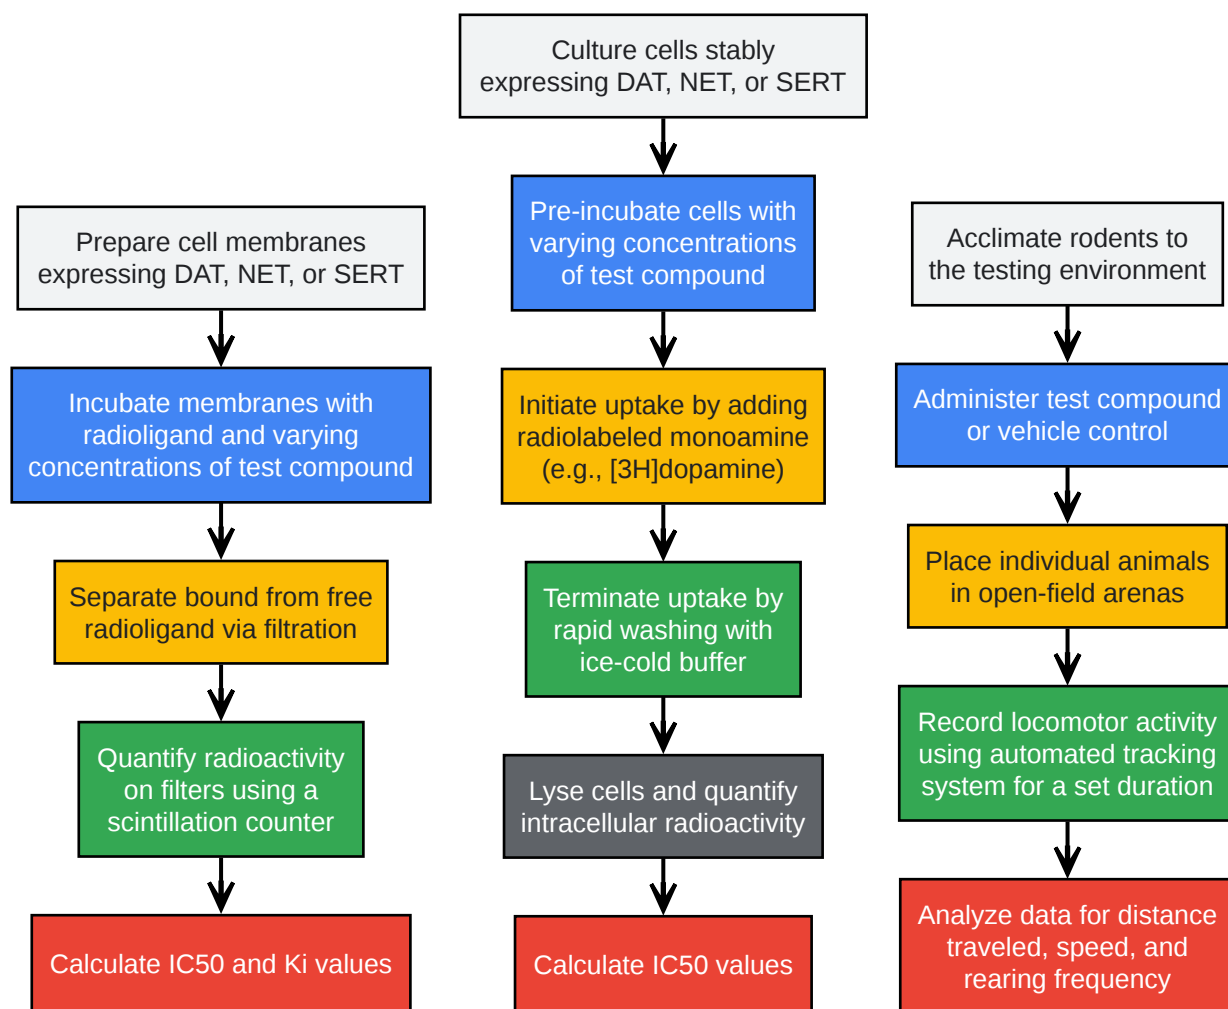 Prepare cell membranes
expressing DAT, NET, or SERT
Incubate membranes with
radioligand and varying
concentrations of test compound
Separate bound from free
radioligand via filtration
Quantify radioactivity
on filters using a
scintillation counter
Calculate IC50 and Ki values
Culture cells stably
expressing DAT, NET, or SERT
Pre-incubate cells with
varying concentrations
of test compound
Initiate uptake by adding
radiolabeled monoamine
(e.g., [3H]dopamine)
Terminate uptake by
rapid washing with
ice-cold buffer
Lyse cells and quantify
intracellular radioactivity
Calculate IC50 values
Acclimate rodents to
the testing environment
Administer test compound
or vehicle control
Place individual animals
in open-field arenas
Record locomotor activity
using automated tracking
system for a set duration
Analyze data for distance
traveled, speed, and
rearing frequency